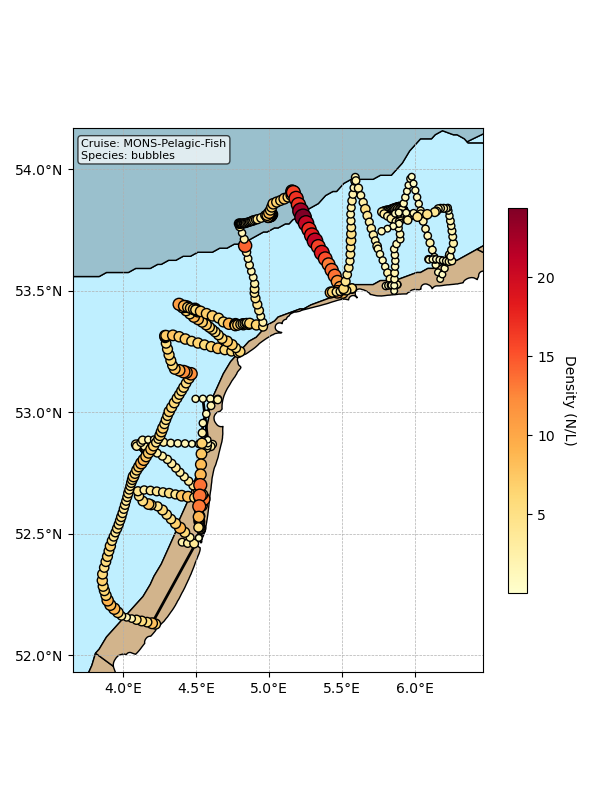 Cruise: MONS-Pelagic-Fish
Species: bubbles
54.0°N
53.5°N
53.0°N
52.5°N
52.0°N
4.0°E
4.5°E
5.0°E
5.5°E
6.0°E
20
15
10
5
Density (N/L)